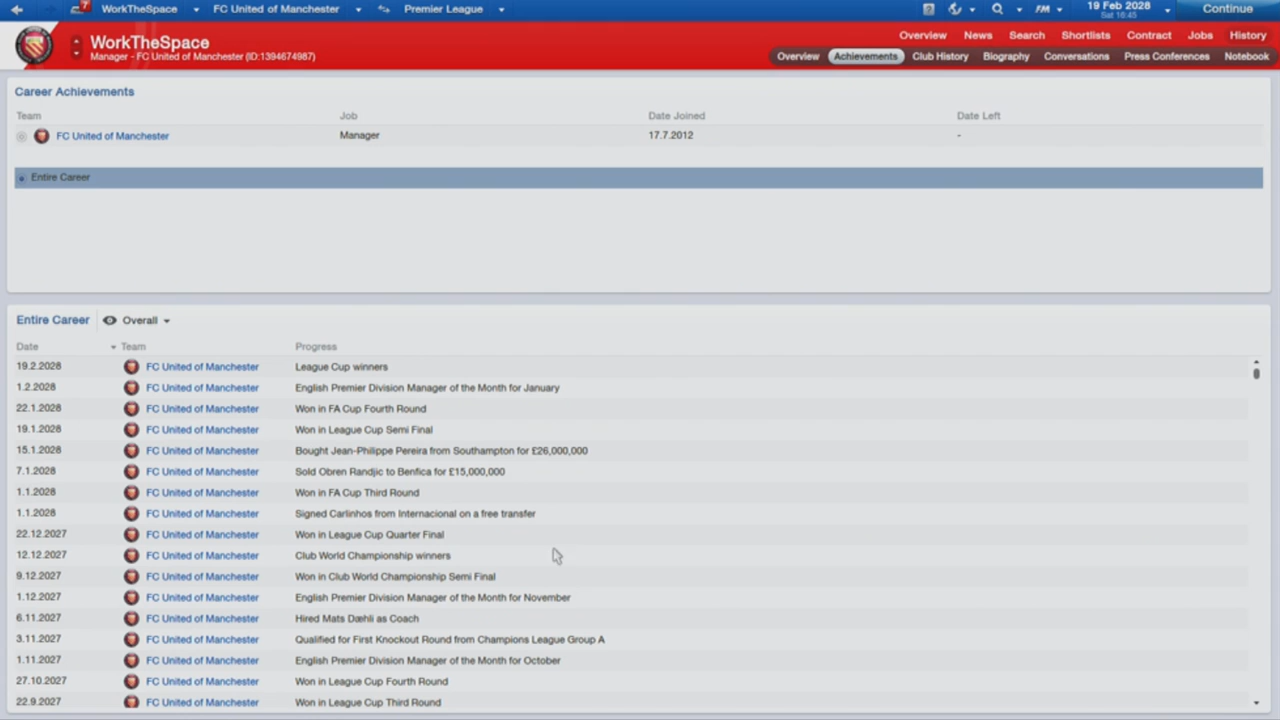 7 WorkTheSpace FC United of Manchester Premier League FM 19 Feb 2028 Continue
Sat 16:45
WorkTheSpace
Manager - FC United of Manchester (ID:1394674987)
Overview News Search Shortlists Contract Jobs History
Overview Achievements Club History Biography Conversations Press Conferences Notebook
Career Achievements
Team Job Date Joined Date Left
FC United of Manchester Manager 17.7.2012 -
Entire Career
Entire Career Overall
Date Team Progress
19.2.2028 FC United of Manchester League Cup winners
1.2.2028 FC United of Manchester English Premier Division Manager of the Month for January
22.1.2028 FC United of Manchester Won in FA Cup Fourth Round
19.1.2028 FC United of Manchester Won in League Cup Semi Final
15.1.2028 FC United of Manchester Bought Jean-Philippe Pereira from Southampton for £26,000,000
7.1.2028 FC United of Manchester Sold Obren Randjic to Benfica for £15,000,000
1.1.2028 FC United of Manchester Won in FA Cup Third Round
1.1.2028 FC United of Manchester Signed Carlinhos from Internacional on a free transfer
22.12.2027 FC United of Manchester Won in League Cup Quarter Final
12.12.2027 FC United of Manchester Club World Championship winners
9.12.2027 FC United of Manchester Won in Club World Championship Semi Final
1.12.2027 FC United of Manchester English Premier Division Manager of the Month for November
6.11.2027 FC United of Manchester Hired Mats Dæhli as Coach
3.11.2027 FC United of Manchester Qualified for First Knockout Round from Champions League Group A
1.11.2027 FC United of Manchester English Premier Division Manager of the Month for October
27.10.2027 FC United of Manchester Won in League Cup Fourth Round
22.9.2027 FC United of Manchester Won in League Cup Third Round